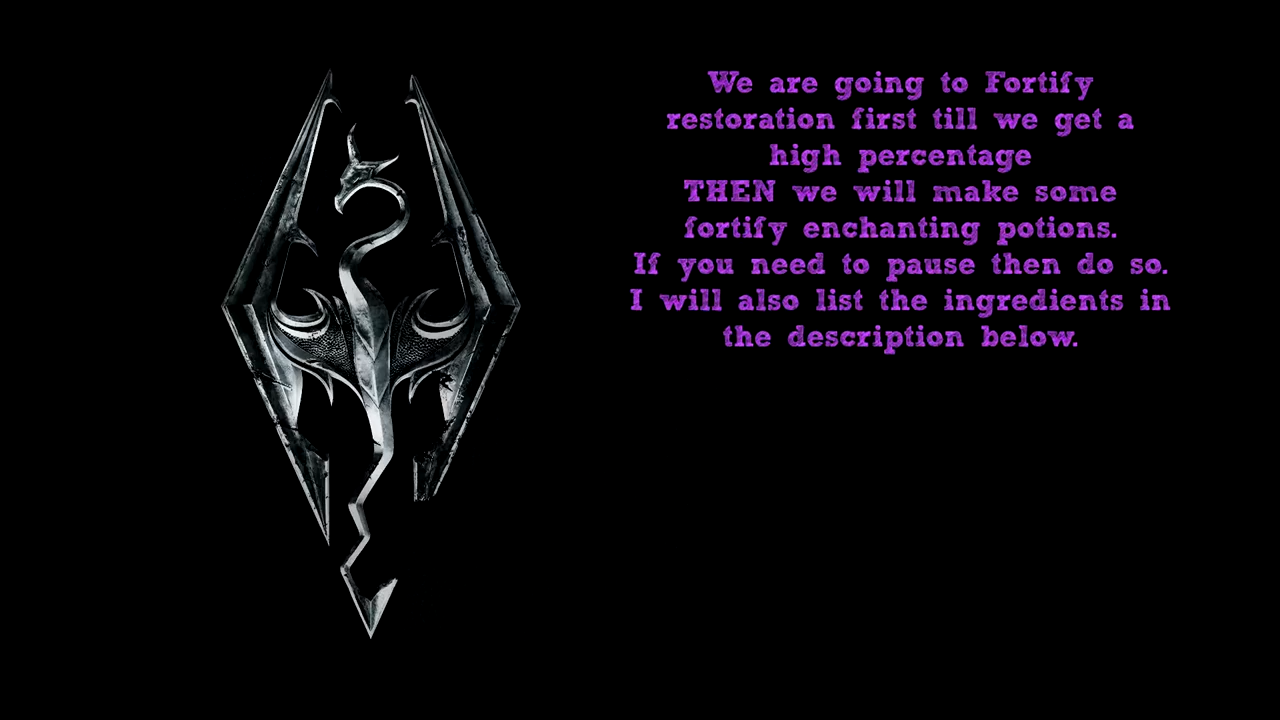 We are going to Fortify
restoration first till we get a
high percentage
THEN we will make some
fortify enchanting potions.
If you need to pause then do so.
I will also list the ingredients in
the description below.